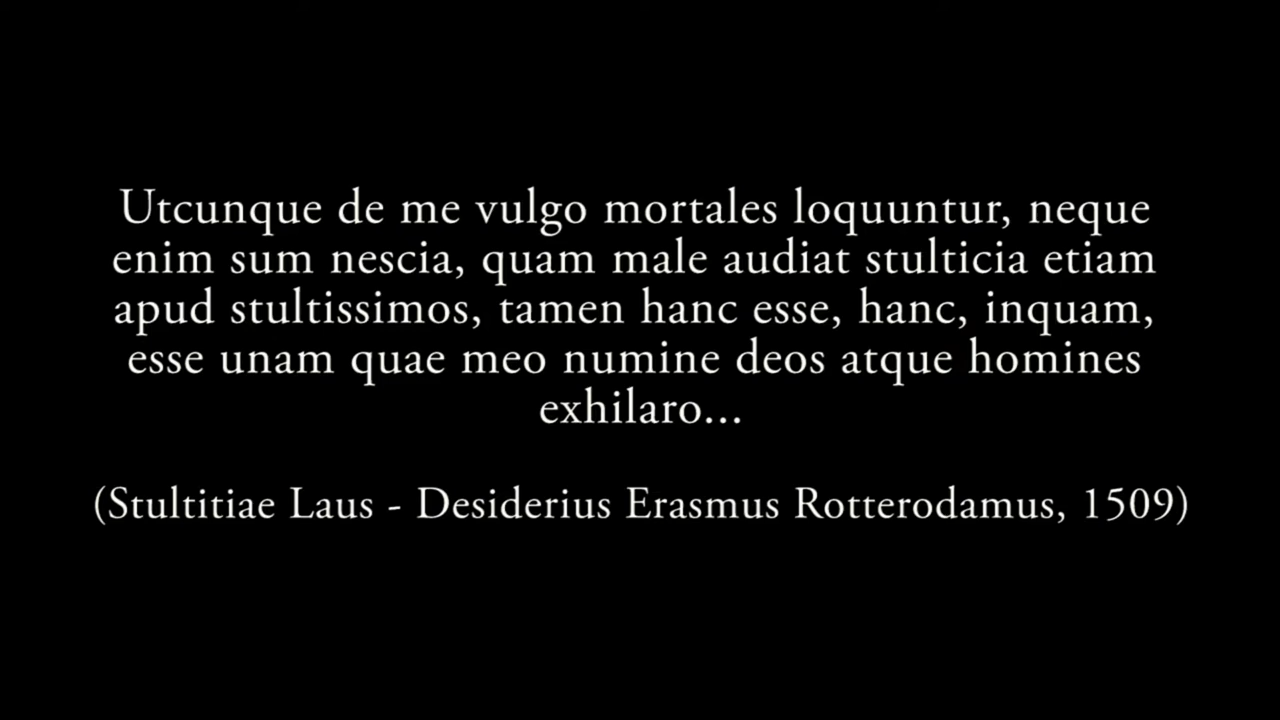 Utcunque de me vulgo mortales loquuntur, neque
enim sum nescia, quam male audiat stulticia etiam
apud stultissimos, tamen hanc esse, hanc, inquam,
esse unam quae meo numine deos atque homines
exhilaro...
(Stultitiae Laus - Desiderius Erasmus Rotterodamus, 1509)